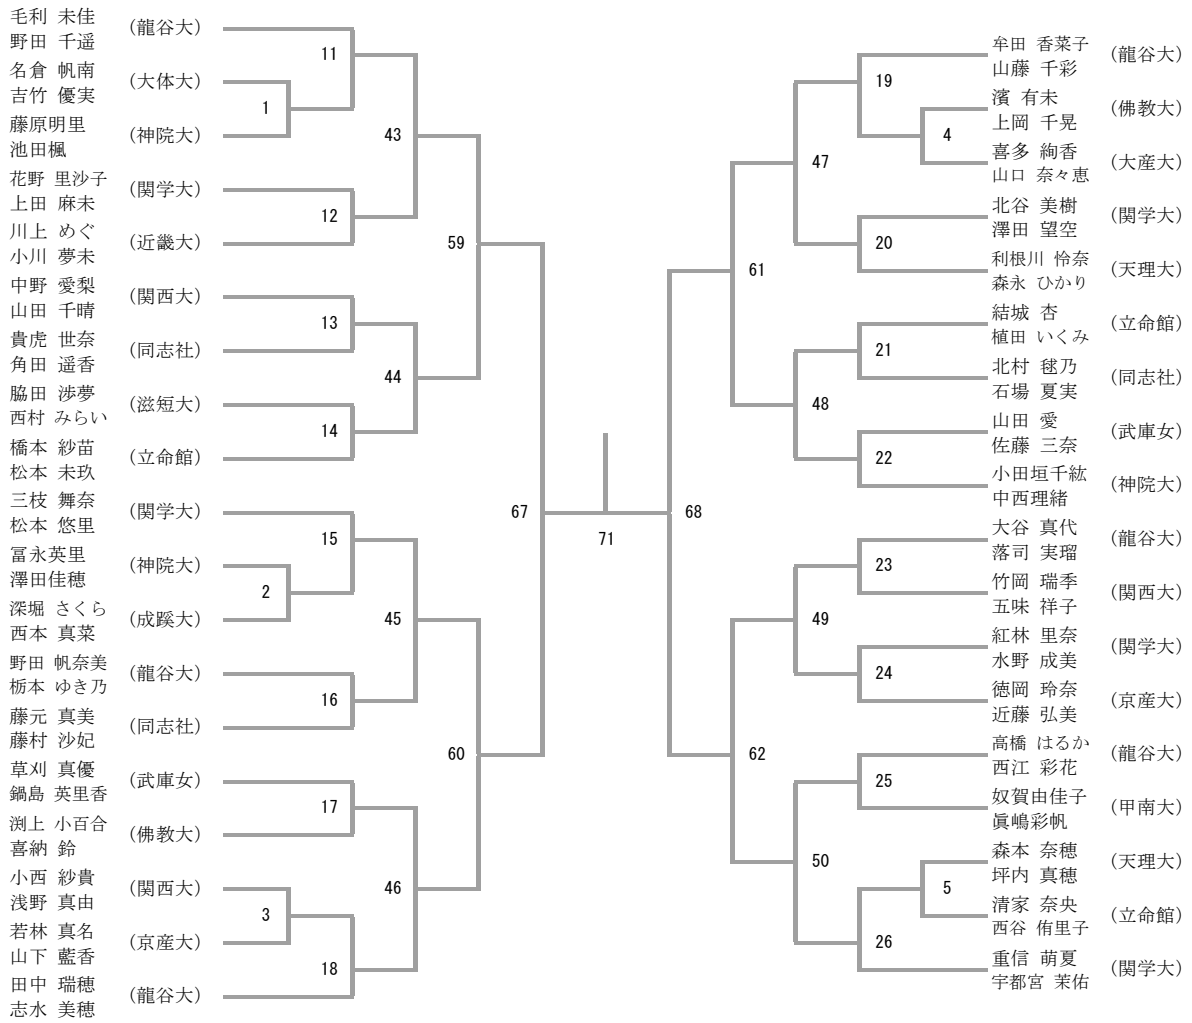 毛利 未佳
野田 千遥
(龍谷大)
名倉 帆南
吉竹 優実
(大体大)
藤原明里
池田楓
(神院大)
花野 里沙子
上田 麻未
(関学大)
川上 めぐ
小川 夢未
(近畿大)
中野 愛梨
山田 千晴
(関西大)
貴虎 世奈
角田 遥香
(同志社)
脇田 渉夢
西村 みらい
(滋短大)
橋本 紗苗
松本 未玖
(立命館)
三枝 舞奈
松本 悠里
(関学大)
冨永英里
澤田佳穂
(神院大)
深堀 さくら
西本 真菜
(成蹊大)
野田 帆奈美
栃本 ゆき乃
(龍谷大)
藤元 真美
藤村 沙妃
(同志社)
草刈 真優
鍋島 英里香
(武庫女)
渕上 小百合
喜納 鈴
(佛教大)
小西 紗貴
浅野 真由
(関西大)
若林 真名
山下 藍香
(京産大)
田中 瑞穂
志水 美穂
(龍谷大)
11
1
12
13
14
15
2
16
17
3
18
43
44
45
46
59
60
67
71
68
61
62
47
48
49
50
19
4
20
21
22
23
24
25
5
26
牟田 香菜子
山藤 千彩
(龍谷大)
濱 有未
上岡 千晃
(佛教大)
喜多 絢香
山口 奈々恵
(大産大)
北谷 美樹
澤田 望空
(関学大)
利根川 怜奈
森永 ひかり
(天理大)
結城 杏
植田 いくみ
(立命館)
北村 毬乃
石場 夏実
(同志社)
山田 愛
佐藤 三奈
(武庫女)
小田垣千紘
中西理緒
(神院大)
大谷 真代
落司 実瑠
(龍谷大)
竹岡 瑞季
五味 祥子
(関西大)
紅林 里奈
水野 成美
(関学大)
徳岡 玲奈
近藤 弘美
(京産大)
高橋 はるか
西江 彩花
(龍谷大)
奴賀由佳子
眞嶋彩帆
(甲南大)
森本 奈穂
坪内 真穂
(天理大)
清家 奈央
西谷 侑里子
(立命館)
重信 萌夏
宇都宮 茉佑
(関学大)